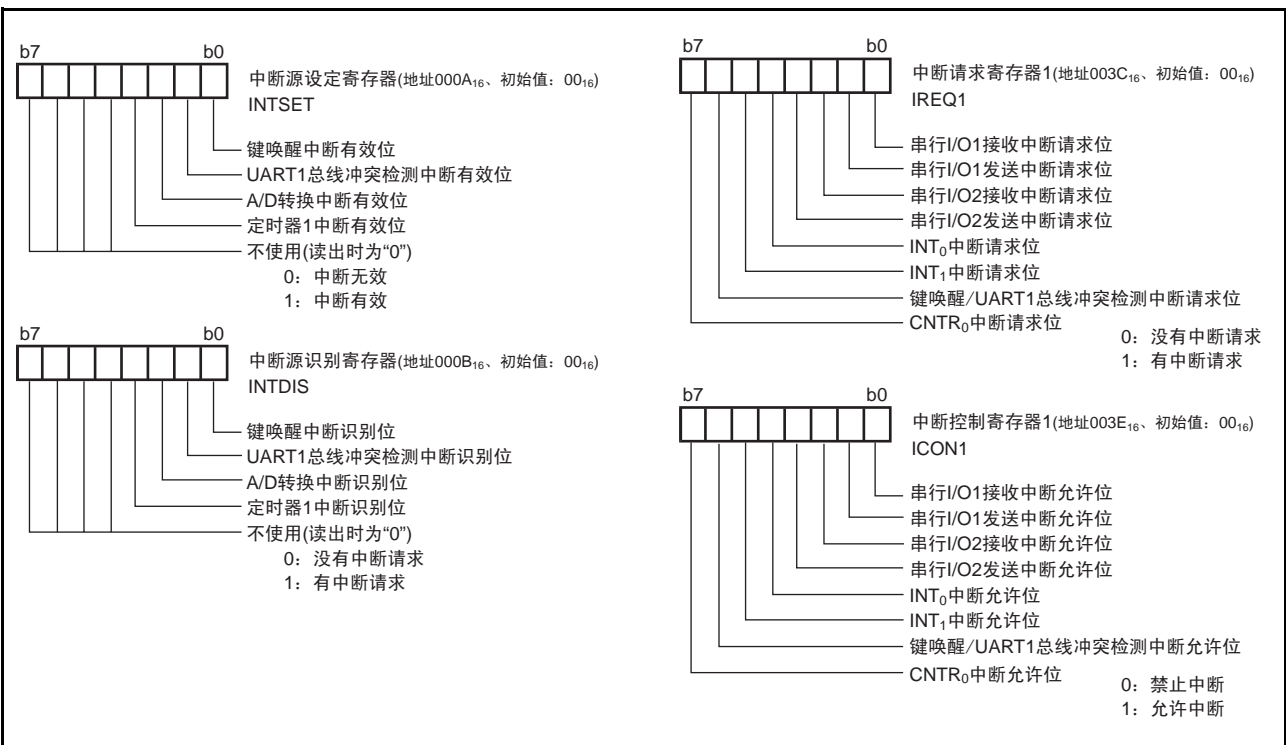 b7 b0
中断源设定寄存器(地址000A₁₆、初始值：00₁₆)
INTSET
键唤醒中断有效位
UART1总线冲突检测中断有效位
A/D转换中断有效位
定时器1中断有效位
不使用(读出时为“0”)
0：中断无效
1：中断有效
b7 b0
中断源识别寄存器(地址000B₁₆、初始值：00₁₆)
INTDIS
键唤醒中断识别位
UART1总线冲突检测中断识别位
A/D转换中断识别位
定时器1中断识别位
不使用(读出时为“0”)
0：没有中断请求
1：有中断请求
b7 b0
中断请求寄存器1(地址003C₁₆、初始值：00₁₆)
IREQ1
串行I/O1接收中断请求位
串行I/O1发送中断请求位
串行I/O2接收中断请求位
串行I/O2发送中断请求位
INT₀中断请求位
INT₁中断请求位
键唤醒/UART1总线冲突检测中断请求位
CNTR₀中断请求位
0：没有中断请求
1：有中断请求
b7 b0
中断控制寄存器1(地址003E₁₆、初始值：00₁₆)
ICON1
串行I/O1接收中断允许位
串行I/O1发送中断允许位
串行I/O2接收中断允许位
串行I/O2发送中断允许位
INT₀中断允许位
INT₁中断允许位
键唤醒/UART1总线冲突检测中断允许位
CNTR₀中断允许位
0：禁止中断
1：允许中断